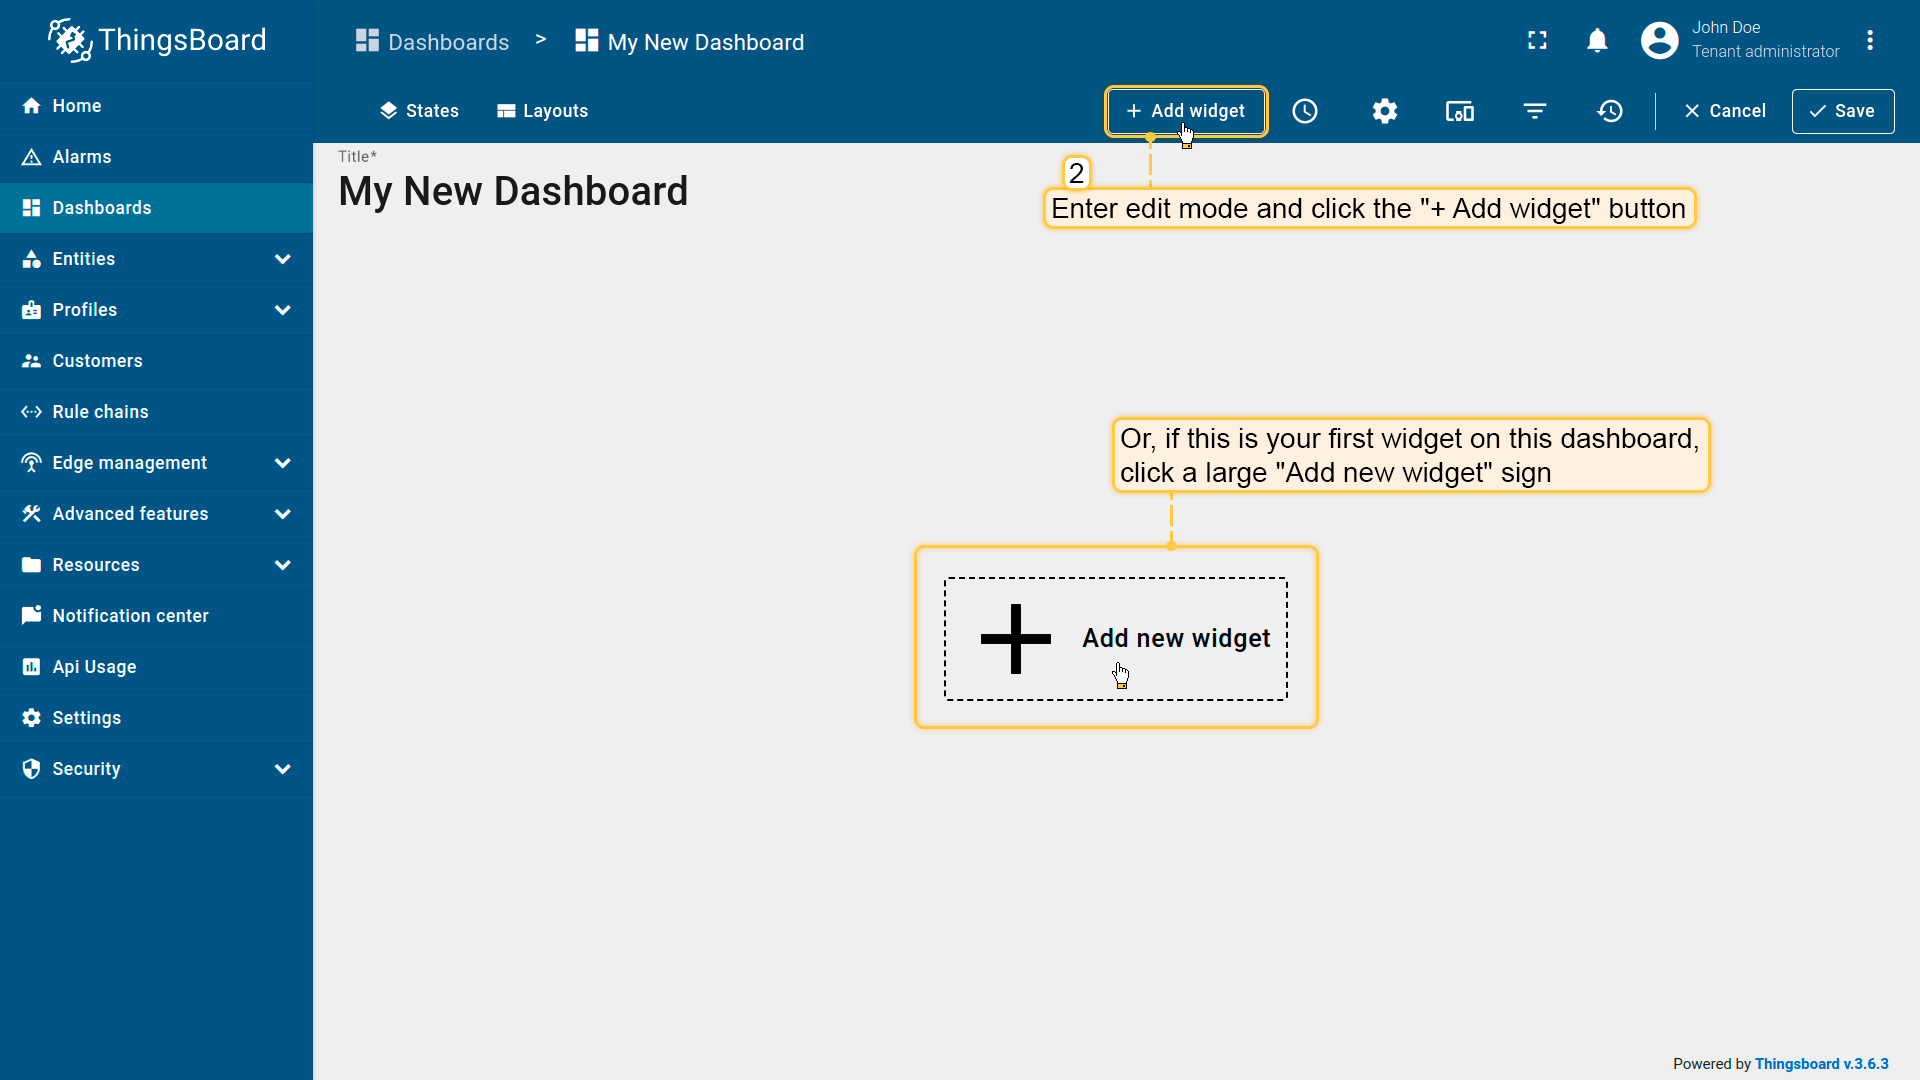 ThingsBoard
Dashboards > My New Dashboard
John Doe
Tenant administrator
Home
Alarms
Dashboards
Entities
Profiles
Customers
Rule chains
Edge management
Advanced features
Resources
Notification center
Api Usage
Settings
Security
States Layouts + Add widget Cancel Save
Title*
My New Dashboard
2
Enter edit mode and click the "+ Add widget" button
Or, if this is your first widget on this dashboard,
click a large "Add new widget" sign
Add new widget
Powered by Thingsboard v.3.6.3